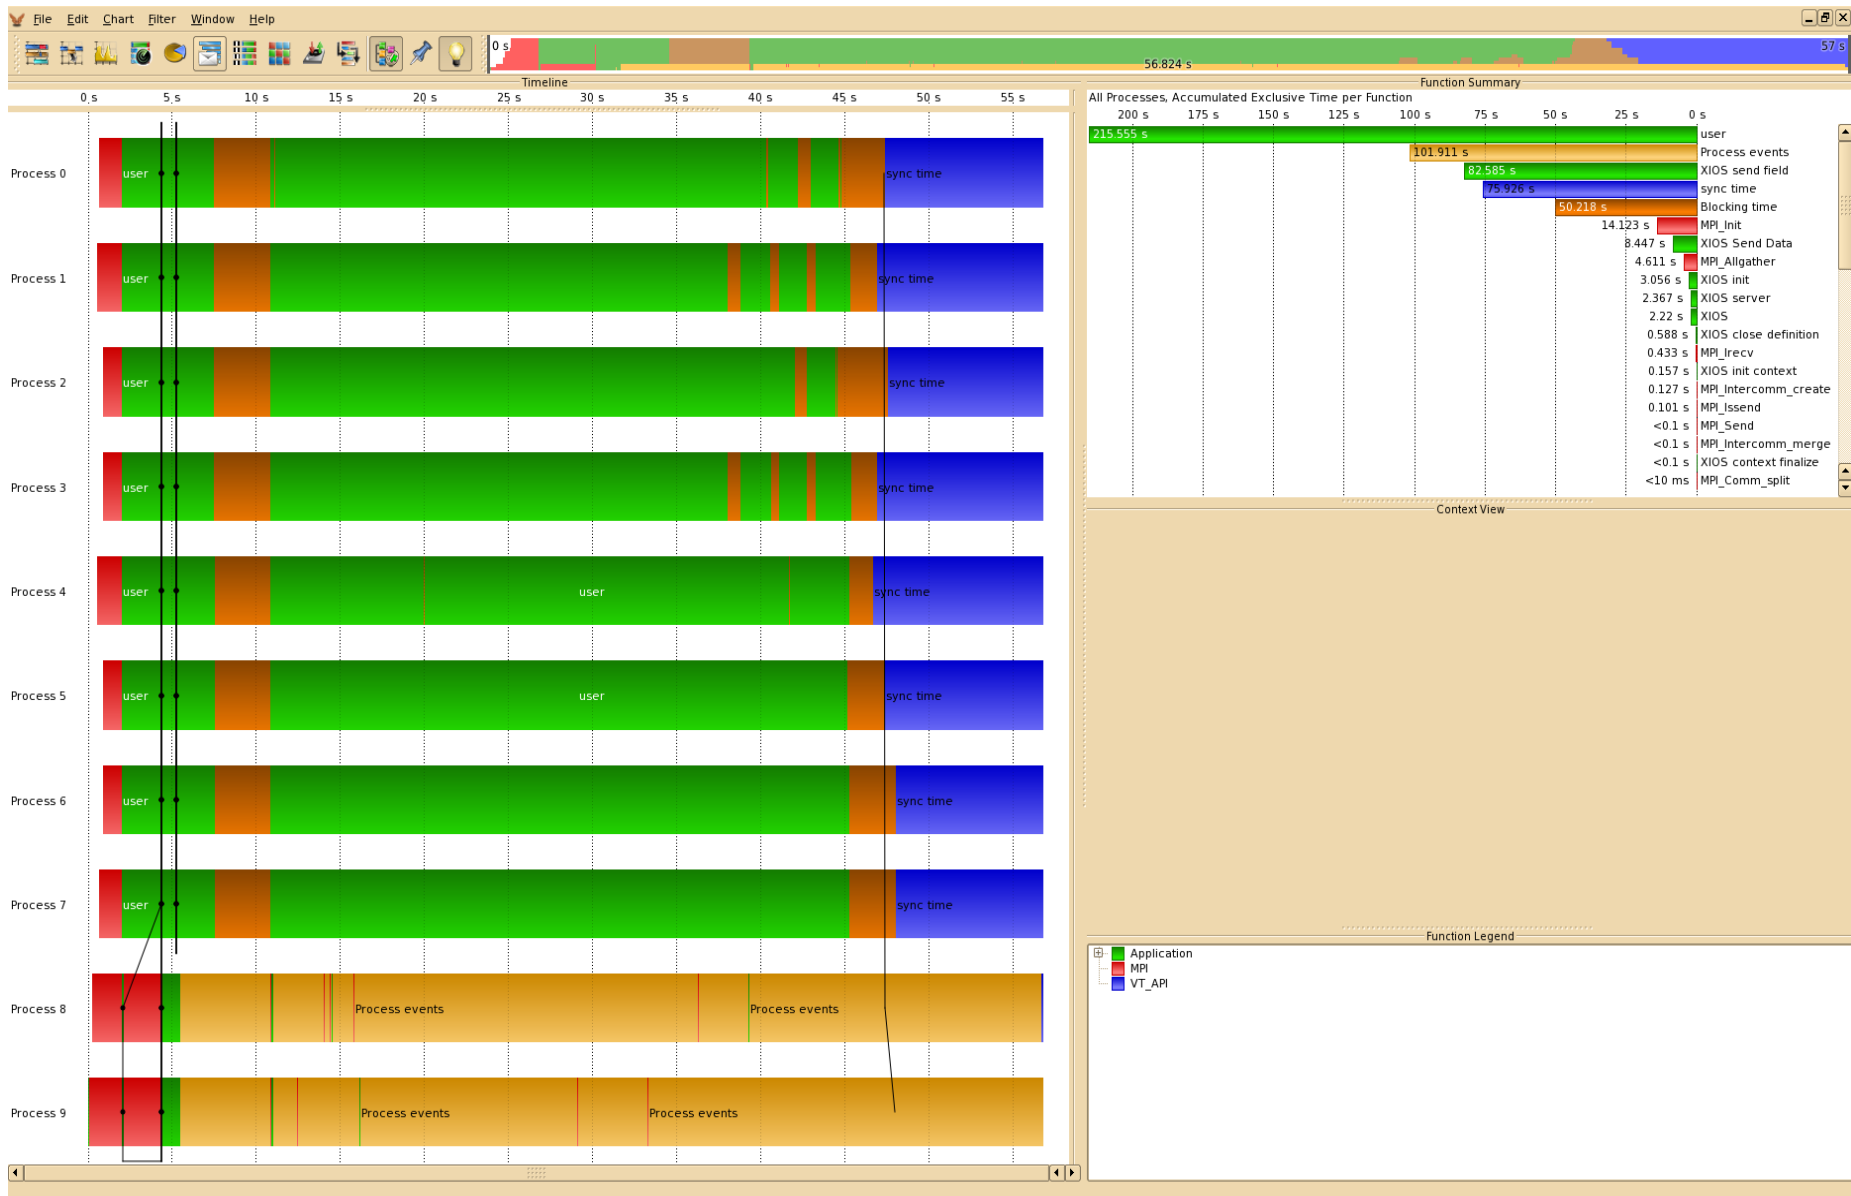 File Edit Chart Filter Window Help
0 s 57 s
56.824 s
Timeline
0 s 5 s 10 s 15 s 20 s 25 s 30 s 35 s 40 s 45 s 50 s 55 s
Process 0 user sync time
Process 1 user sync time
Process 2 user sync time
Process 3 user sync time
Process 4 user user sync time
Process 5 user user sync time
Process 6 user sync time
Process 7 user sync time
Process 8 Process events Process events
Process 9 Process events Process events
Function Summary
All Processes, Accumulated Exclusive Time per Function
200 s 175 s 150 s 125 s 100 s 75 s 50 s 25 s 0 s
215.555 s user
101.911 s Process events
82.585 s XIOS send field
75.926 s sync time
50.218 s Blocking time
14.123 s MPI_Init
8.447 s XIOS Send Data
4.611 s MPI_Allgather
3.056 s XIOS init
2.367 s XIOS server
2.22 s XIOS
0.588 s XIOS close definition
0.433 s MPI_Irecv
0.157 s XIOS init context
0.127 s MPI_Intercomm_create
0.101 s MPI_Issend
<0.1 s MPI_Send
<0.1 s MPI_Intercomm_merge
<0.1 s XIOS context finalize
<10 ms MPI_Comm_split
Context View
Function Legend
Application
MPI
VT_API